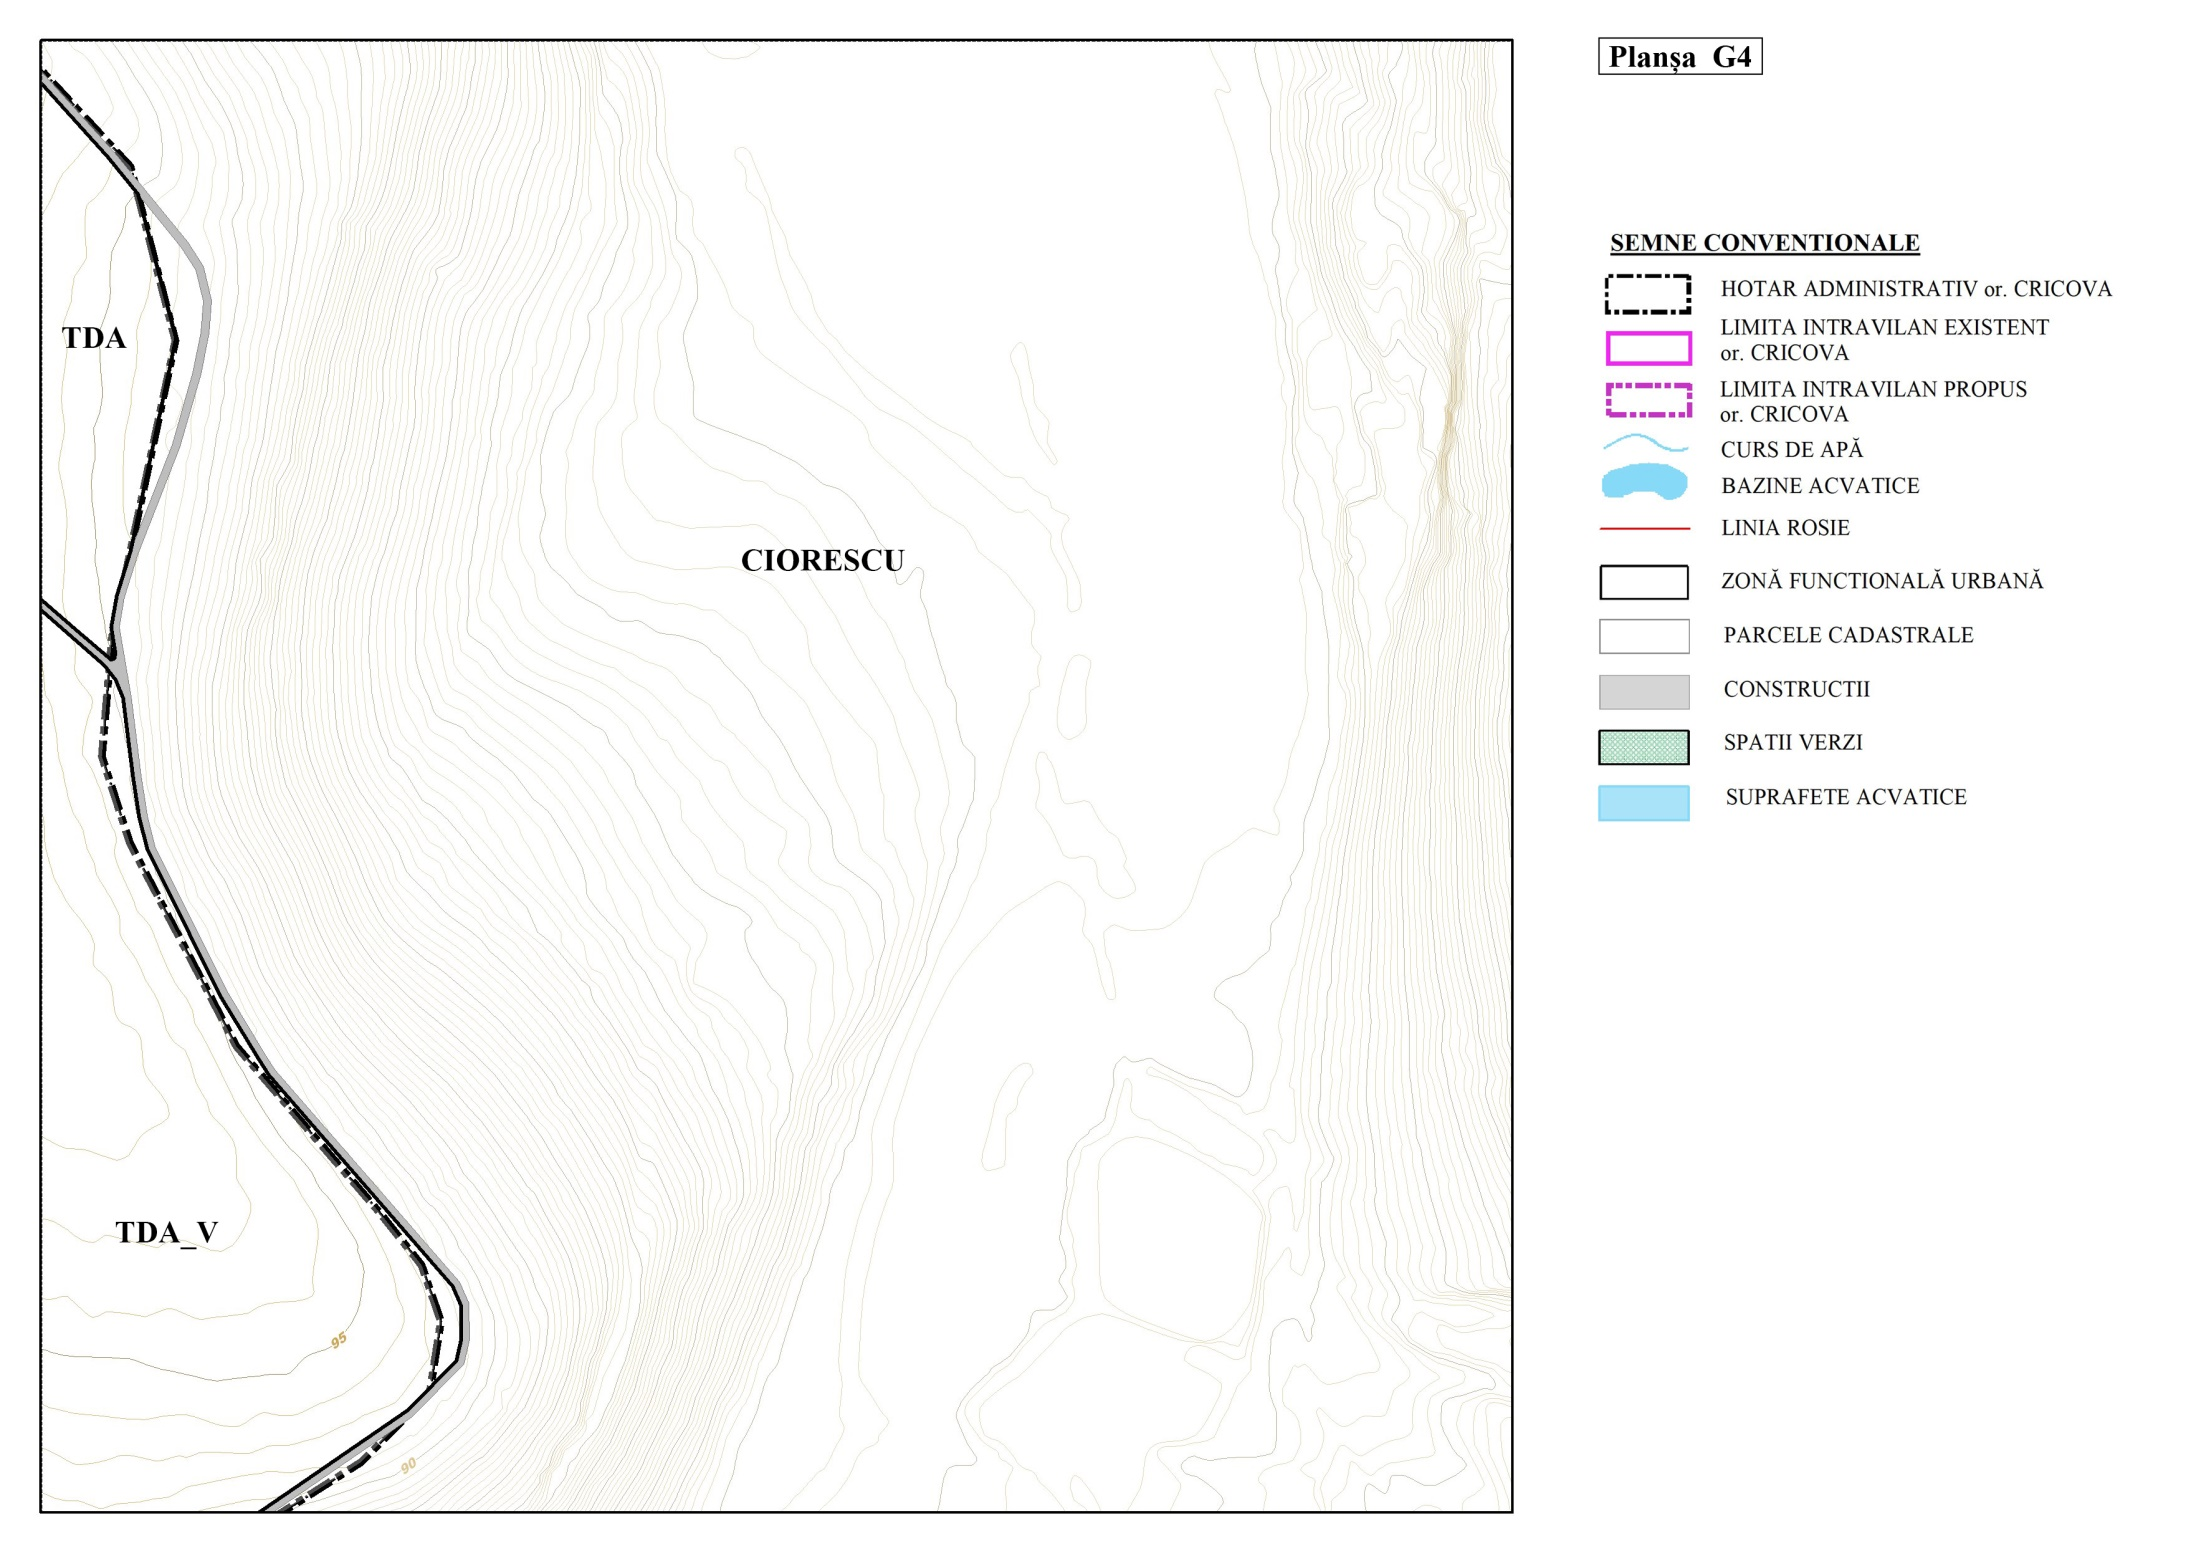 Planșa G4
SEMNE CONVENTIONALE
HOTAR ADMINISTRATIV or. CRICOVA
LIMITA INTRAVILAN EXISTENT
or. CRICOVA
LIMITA INTRAVILAN PROPUS
or. CRICOVA
CURS DE APĂ
BAZINE ACVATICE
LINIA ROSIE
ZONĂ FUNCTIONALĂ URBANĂ
PARCELE CADASTRALE
CONSTRUCTII
SPATII VERZI
SUPRAFETE ACVATICE
TDA
CIORESCU
TDA_V
95
90